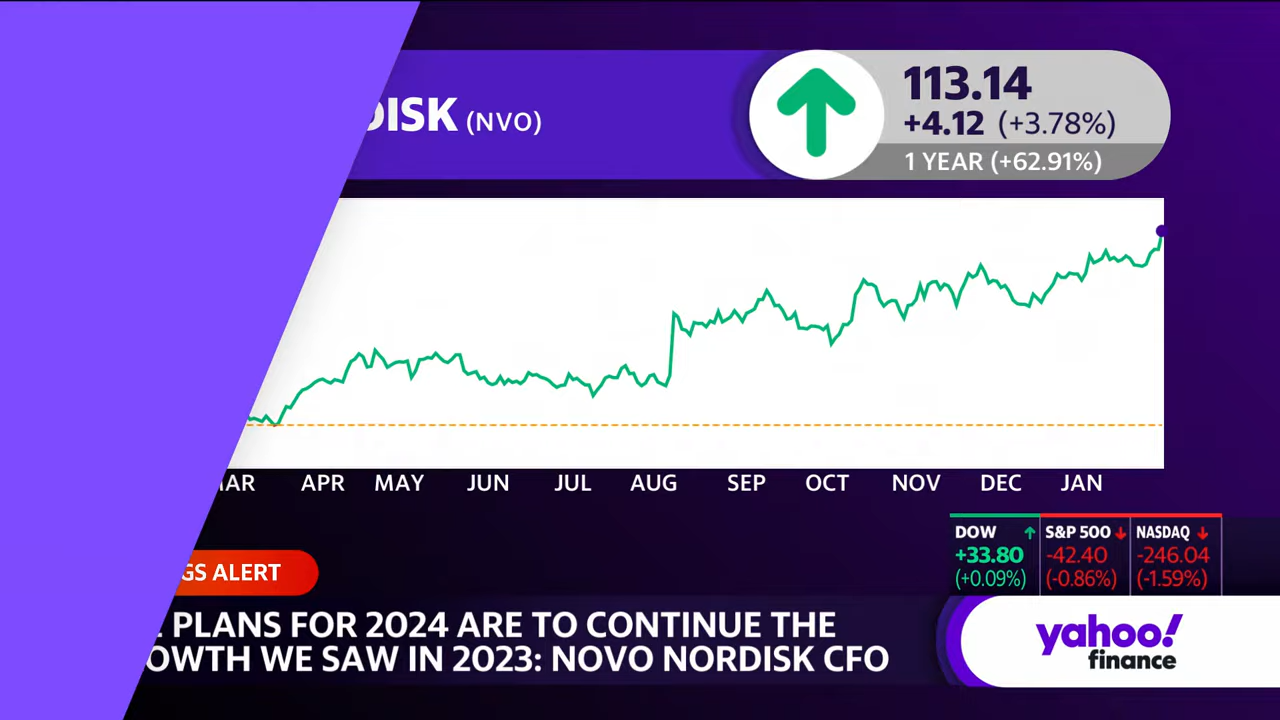 DISK (NVO)
113.14
+4.12 (+3.78%)
1 YEAR (+62.91%)
APR MAY JUN JUL AUG SEP OCT NOV DEC JAN
DOW S&P 500 NASDAQ
+33.80 -42.40 -246.04
(+0.09%) (-0.86%) (-1.59%)
GS ALERT
PLANS FOR 2024 ARE TO CONTINUE THE
OWTH WE SAW IN 2023: NOVO NORDISK CFO
yahoo!
finance